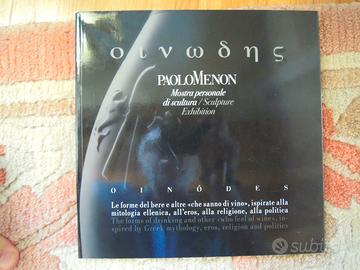 οινωδης
PAOLOMENON
Mostra personale
di scultura / Sculpture
Exhibition
OINÓDES
Le forme del bere e altre «che sanno di vino», ispirate alla
mitologia ellenica, all'eros, alla religione, alla politica
The forms of drinking and other «who feel of wine», in-
spired by Greek mythology, eros, religion and politics
subito